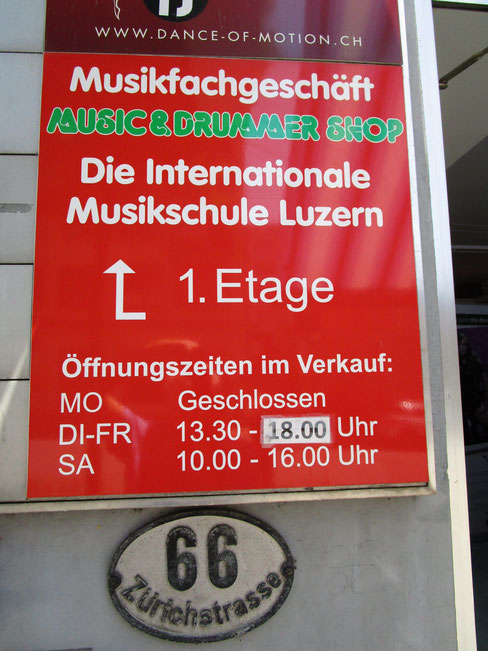 WWW.DANCE-OF-MOTION.CH
Musikfachgeschäft
MUSIC & DRUMMER SHOP
Die Internationale
Musikschule Luzern
1. Etage
Öffnungszeiten im Verkauf:
MO Geschlossen
DI-FR 13.30 - 18.00 Uhr
SA 10.00 - 16.00 Uhr
66
Zürichstrasse